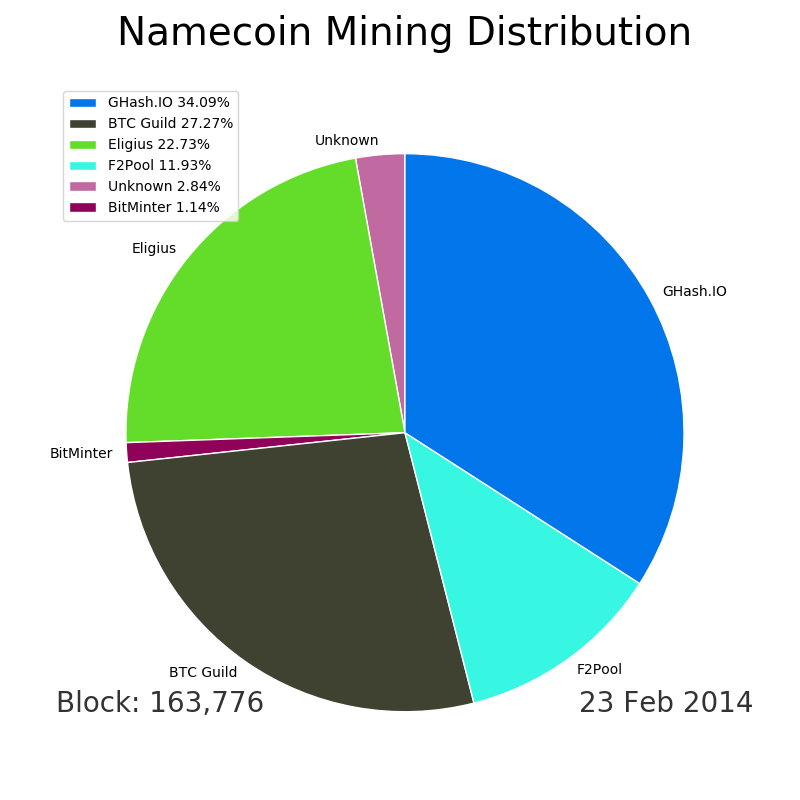 Namecoin Mining Distribution
GHash.IO 34.09%
BTC Guild 27.27%
Eligius 22.73%
F2Pool 11.93%
Unknown 2.84%
BitMinter 1.14%
Unknown
Eligius
GHash.IO
BitMinter
BTC Guild
F2Pool
Block: 163,776
23 Feb 2014